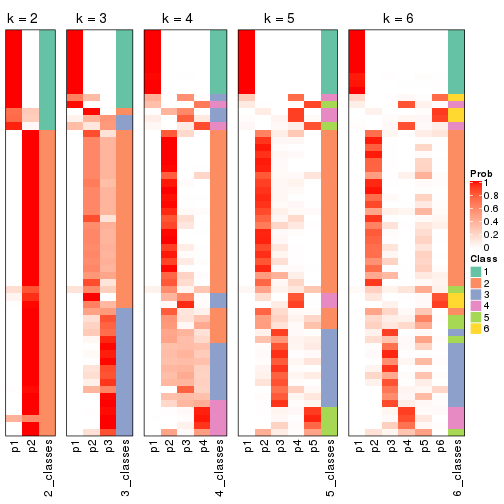 k = 2
k = 3
k = 4
k = 5
k = 6
p1
p2
2_classes
p1
p2
p3
3_classes
p1
p2
p3
p4
4_classes
p1
p2
p3
p4
p5
5_classes
p1
p2
p3
p4
p5
p6
6_classes
Prob
1
0.8
0.6
0.4
0.2
0
Class
1
2
3
4
5
6